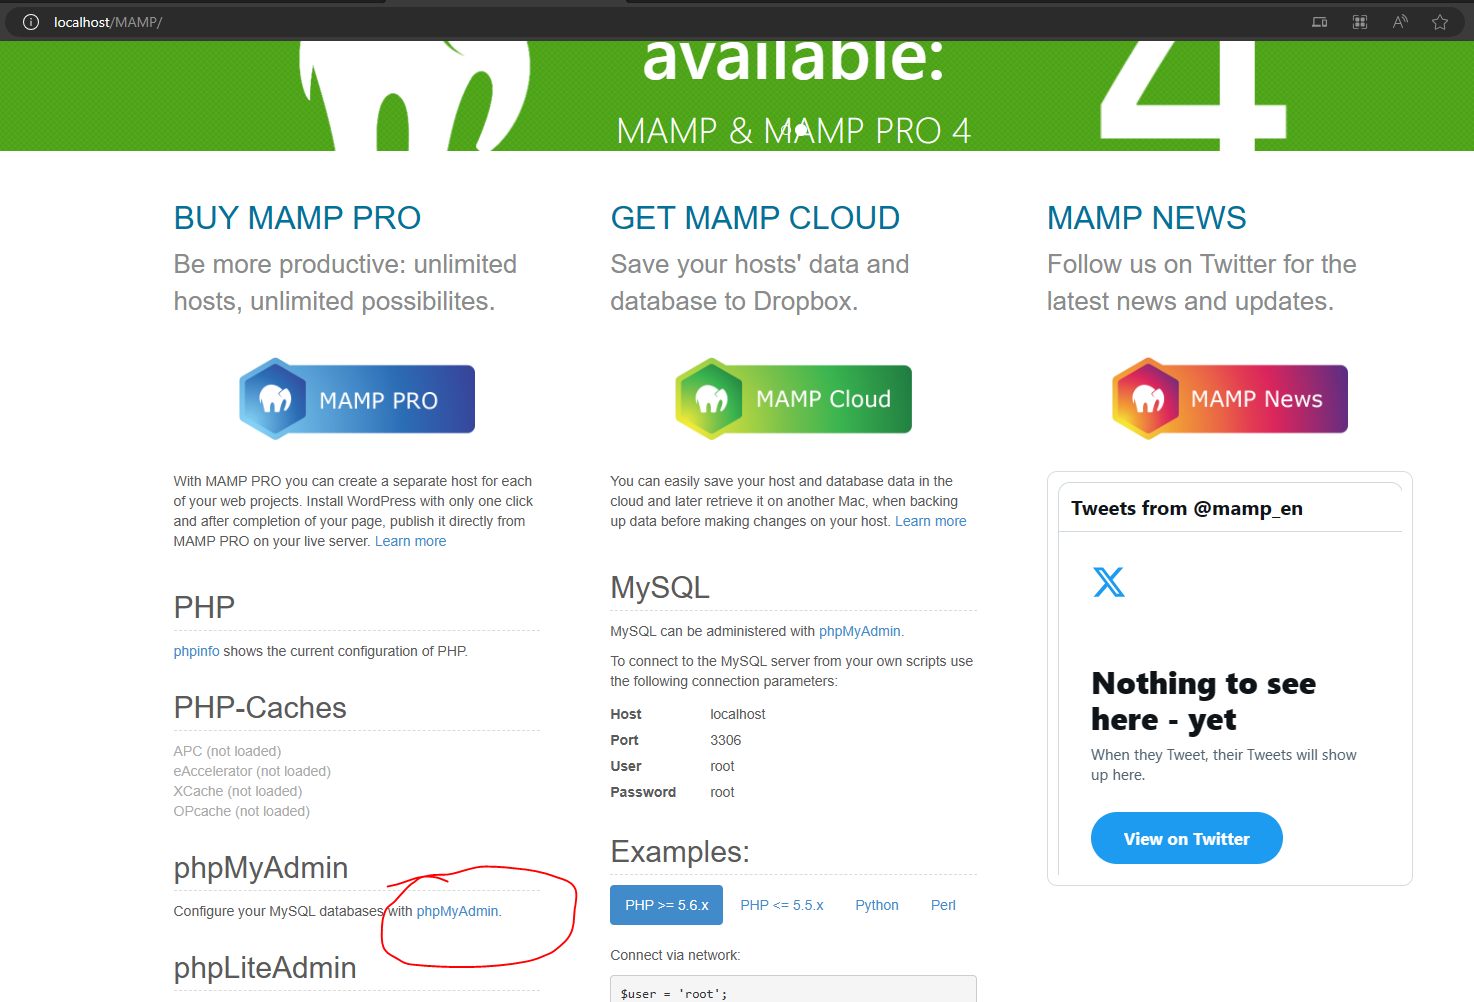 localhost/MAMP/
available:
MAMP & MAMP PRO 4
4
BUY MAMP PRO
Be more productive: unlimited
hosts, unlimited possibilites.
MAMP PRO
With MAMP PRO you can create a separate host for each
of your web projects. Install WordPress with only one click
and after completion of your page, publish it directly from
MAMP PRO on your live server. Learn more
PHP
phpinfo shows the current configuration of PHP.
PHP-Caches
APC (not loaded)
eAccelerator (not loaded)
XCache (not loaded)
OPcache (not loaded)
phpMyAdmin
Configure your MySQL databases with phpMyAdmin.
phpLiteAdmin
GET MAMP CLOUD
Save your hosts' data and
database to Dropbox.
MAMP Cloud
You can easily save your host and database data in the
cloud and later retrieve it on another Mac, when backing
up data before making changes on your host. Learn more
MySQL
MySQL can be administered with phpMyAdmin.
To connect to the MySQL server from your own scripts use
the following connection parameters:
Host localhost
Port 3306
User root
Password root
Examples:
PHP >= 5.6.x PHP <= 5.5.x Python Perl
Connect via network:
$user = 'root';
MAMP NEWS
Follow us on Twitter for the
latest news and updates.
MAMP News
Tweets from @mamp_en
Nothing to see
here - yet
When they Tweet, their Tweets will show
up here.
View on Twitter